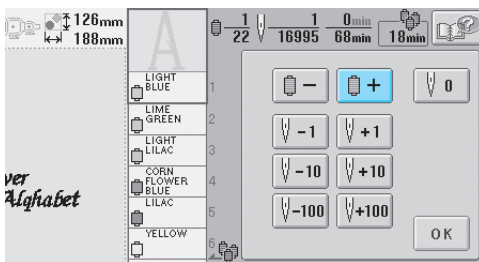 126mm
188mm
1 22
1 16995
0min 68min
18min
A
LIGHT BLUE 1
LIME GREEN 2
LIGHT LILAC 3
CORN FLOWER BLUE 4
LILAC 5
YELLOW 6
ver
Alqhabet
− + 0
−1 +1
−10 +10
−100 +100
OK